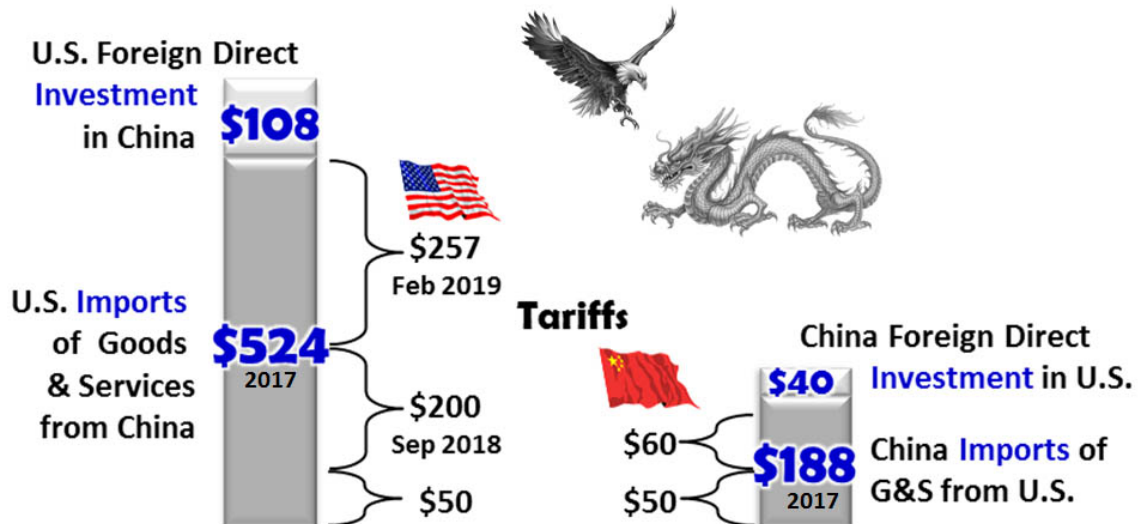 U.S. Foreign Direct
Investment
in China
$108
$257
Feb 2019
U.S. Imports
of Goods
& Services
from China
$524
2017
$200
Sep 2018
$50
Tariffs
China Foreign Direct
Investment in U.S.
$40
$60
$188
2017
China Imports of
G&S from U.S.
$50